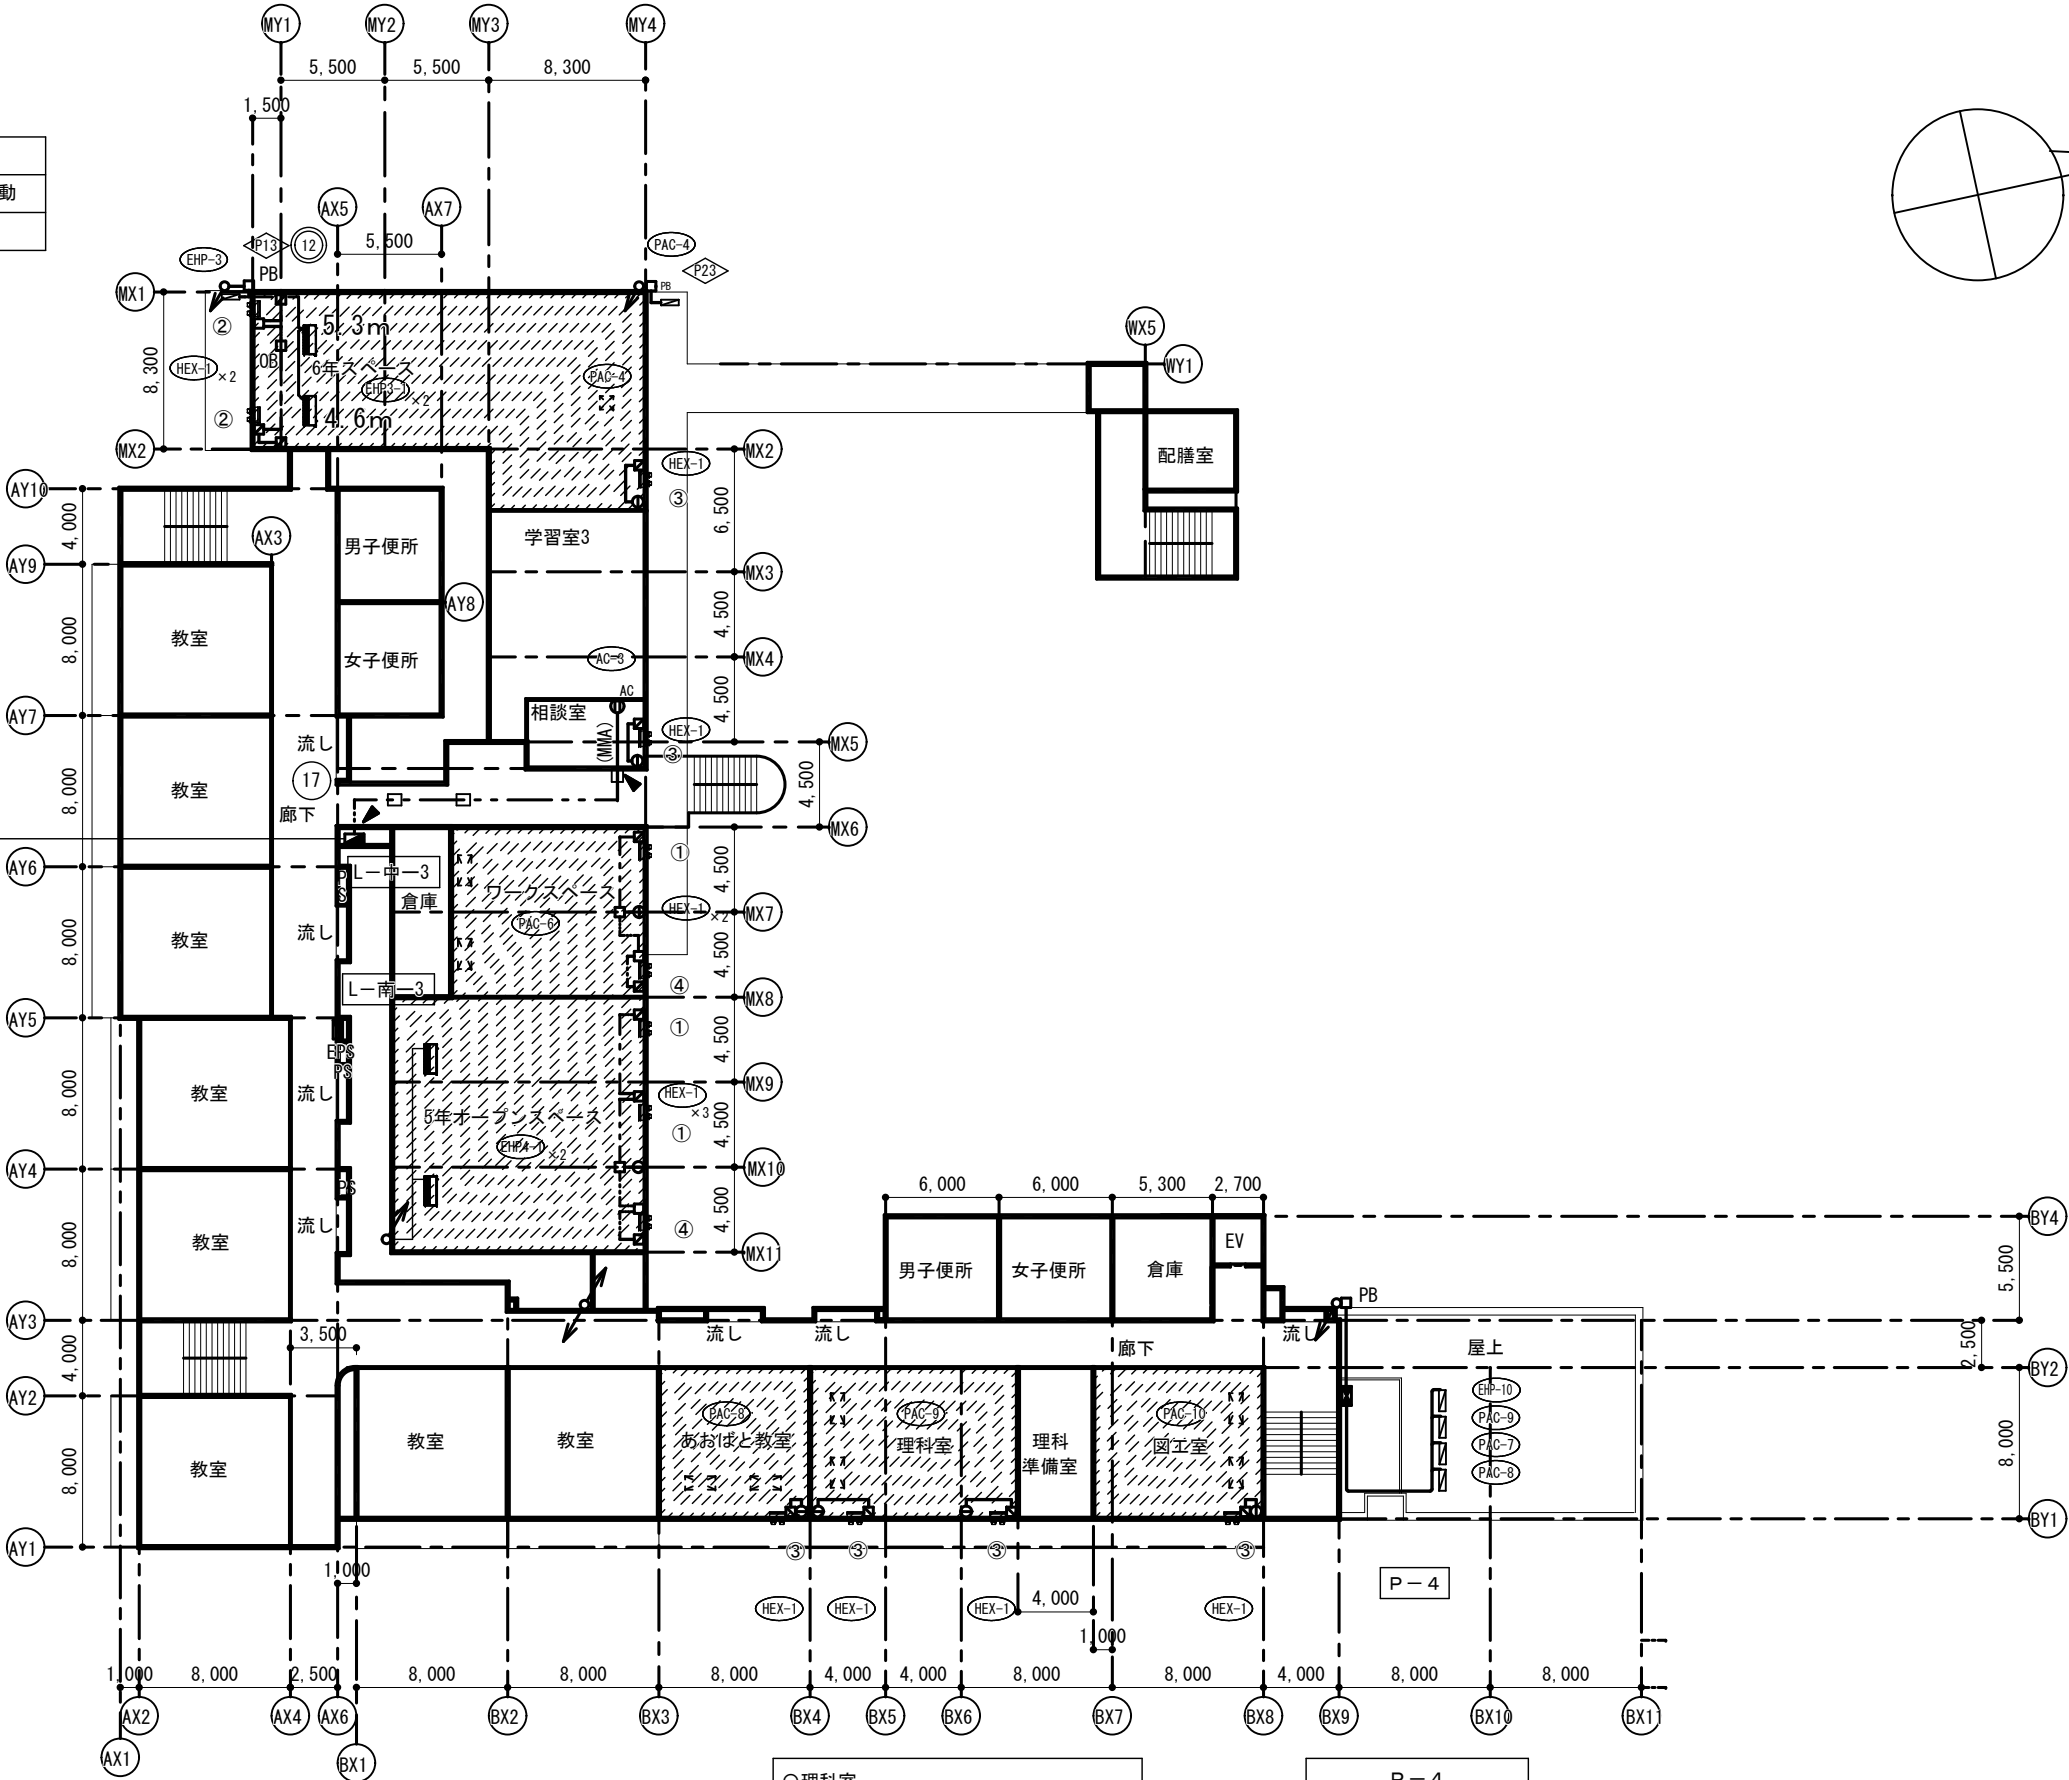 MY1
MY2
MY3
MY4
5,500
5,500
8,300
1,500
動
AX5
AX7
5,500
P13
12
EHP-3
PB
PAC-4
P23
PB
MX1
②
5.3m
OB
6年スペース
EHP3-1
×2
PAC-4
HEX-1
×2
8,300
②
4.6m
MX2
MX2
WX5
WY1
配膳室
HEX-1
③
6,500
AY10
4,000
AX3
男子便所
学習室3
AY9
MX3
AY8
4,500
8,000
教室
女子便所
AC-3
MX4
AC
4,500
相談室
(MMA)
HEX-1
③
AY7
流し
MX5
17
4,500
8,000
教室
廊下
MX6
①
4,500
AY6
PS
L-中-3
倉庫
ワークスペース
PAC-6
HEX-1
×2
MX7
流し
8,000
教室
4,500
④
L-南-3
MX8
AY5
①
4,500
EPS
PS
MX9
8,000
教室
流し
HEX-1
×3
4,500
5年オープンスペース
①
EHP4-1
×2
AY4
MX10
PS
6,000
6,000
5,300
2,700
流し
4,500
④
BY4
8,000
教室
MX11
男子便所
女子便所
倉庫
EV
5,500
PB
AY3
流し
流し
流し
3,500
廊下
屋上
2,500
4,000
BY2
AY2
PAC-8
PAC-9
PAC-10
EHP-10
PAC-9
PAC-7
PAC-8
教室
教室
あおばと教室
理科室
理科
準備室
図工室
8,000
教室
8,000
BY1
AY1
③
③
③
③
1,000
P-4
HEX-1
HEX-1
HEX-1
4,000
HEX-1
1,000
1,000
8,000
2,500
8,000
8,000
8,000
4,000
4,000
8,000
8,000
4,000
8,000
8,000
AX2
AX4
AX6
BX2
BX3
BX4
BX5
BX6
BX7
BX8
BX9
BX10
BX11
AX1
BX1
○理科室
P-4